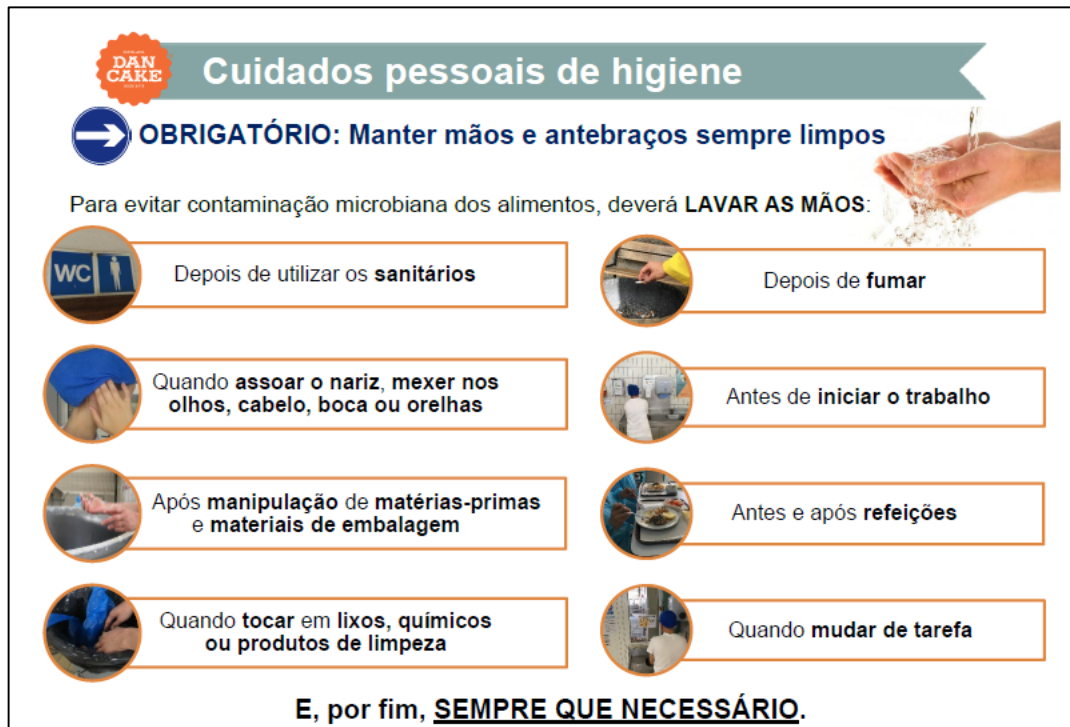 DAN
CAKE
Cuidados pessoais de higiene
OBRIGATÓRIO: Manter mãos e antebraços sempre limpos
Para evitar contaminação microbiana dos alimentos, deverá LAVAR AS MÃOS:
WC
Depois de utilizar os sanitários
Depois de fumar
Quando assoar o nariz, mexer nos
olhos, cabelo, boca ou orelhas
Antes de iniciar o trabalho
Após manipulação de matérias-primas
e materiais de embalagem
Antes e após refeições
Quando tocar em lixos, químicos
ou produtos de limpeza
Quando mudar de tarefa
E, por fim, SEMPRE QUE NECESSÁRIO.